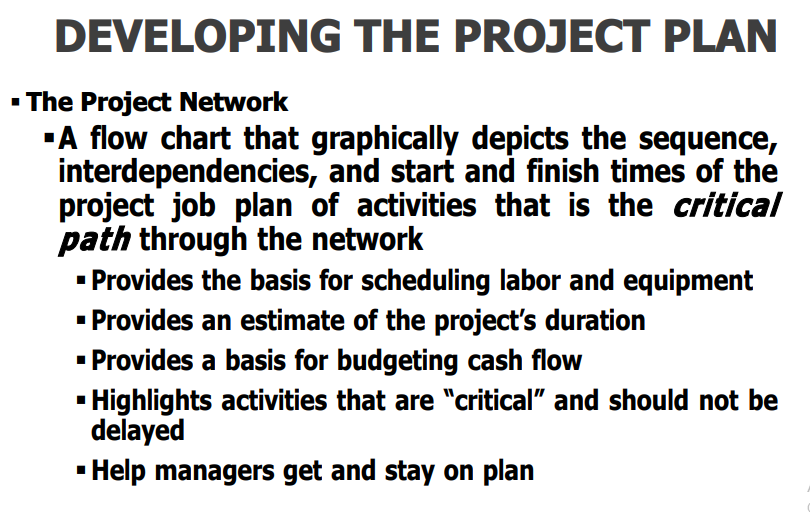 DEVELOPING THE PROJECT PLAN
▪ The Project Network
▪ A flow chart that graphically depicts the sequence,
interdependencies, and start and finish times of the
project job plan of activities that is the critical
path through the network
▪ Provides the basis for scheduling labor and equipment
▪ Provides an estimate of the project’s duration
▪ Provides a basis for budgeting cash flow
▪ Highlights activities that are “critical” and should not be
delayed
▪ Help managers get and stay on plan